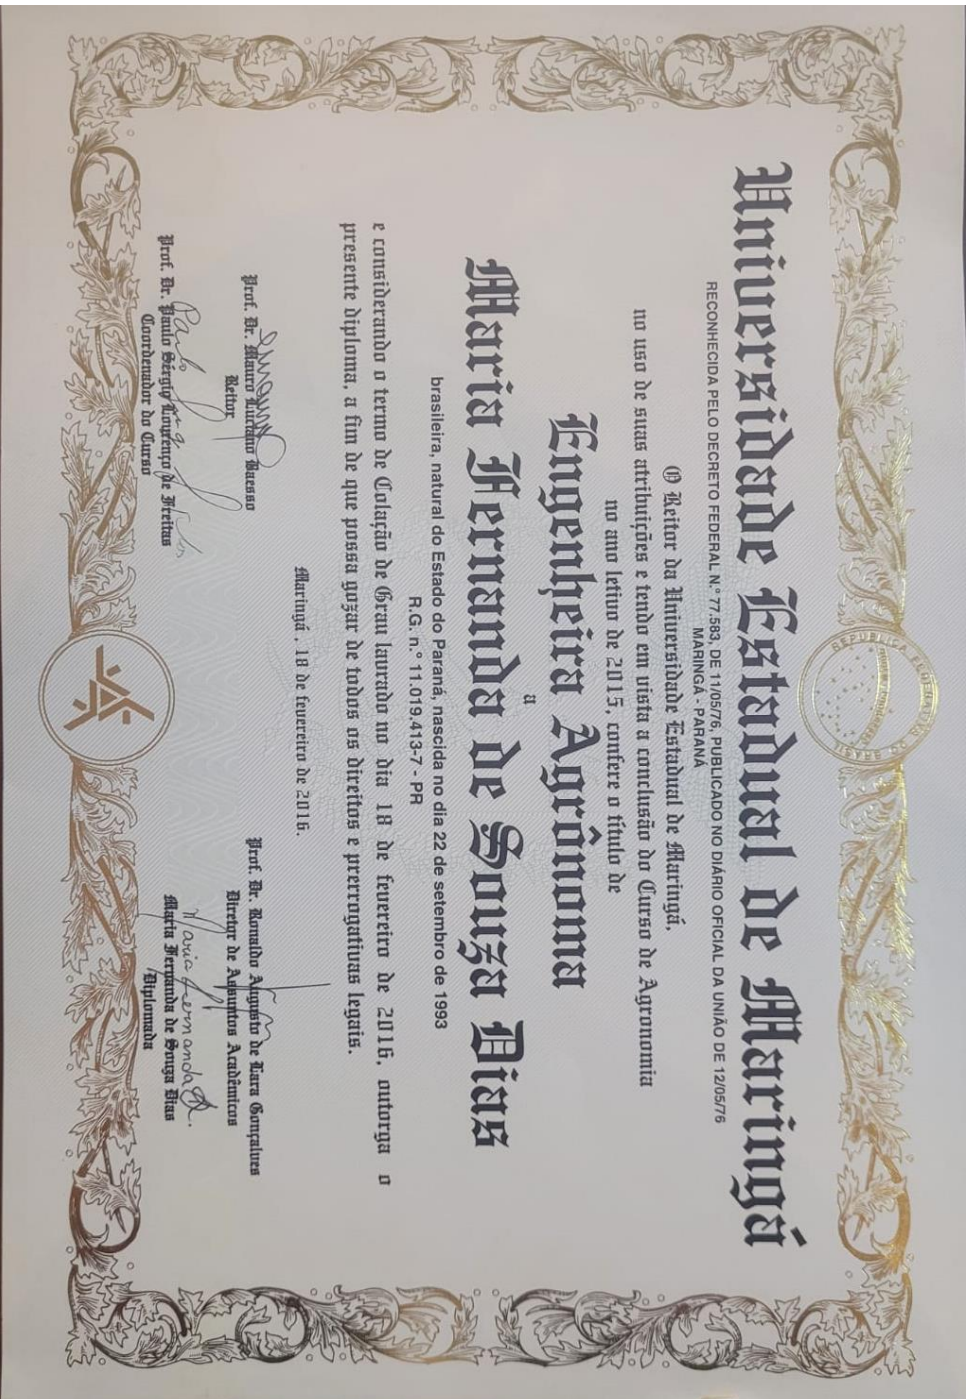 REPÚBLICA FEDERATIVA DO BRASIL
Universidade Estadual de Maringá
RECONHECIDA PELO DECRETO FEDERAL N.º 77.583, DE 11/05/76, PUBLICADO NO DIÁRIO OFICIAL DA UNIÃO DE 12/05/76
MARINGÁ - PARANÁ
O Reitor da Universidade Estadual de Maringá,
no uso de suas atribuições e tendo em vista a conclusão do Curso de Agronomia
no ano letivo de 2015, confere o título de
Engenheira Agrônoma
a
Maria Fernanda de Souza Dias
brasileira, natural do Estado do Paraná, nascida no dia 22 de setembro de 1993
R.G. n.º 11.019.413-7 - PR
e considerando o termo de Colação de Grau lavrado no dia 18 de fevereiro de 2016, outorga o
presente diploma, a fim de que possa gozar de todos os direitos e prerrogativas legais.
Maringá, 18 de fevereiro de 2016.
Prof. Dr. Mauro Luciano Baesso
Reitor
Prof. Dr. Ronaldo Augusto de Lara Gonçalves
Diretor de Assuntos Acadêmicos
Prof. Dr. Paulo Sérgio Lourenço de Freitas
Coordenador do Curso
Maria Fernanda
Maria Fernanda de Souza Dias
Diplomada